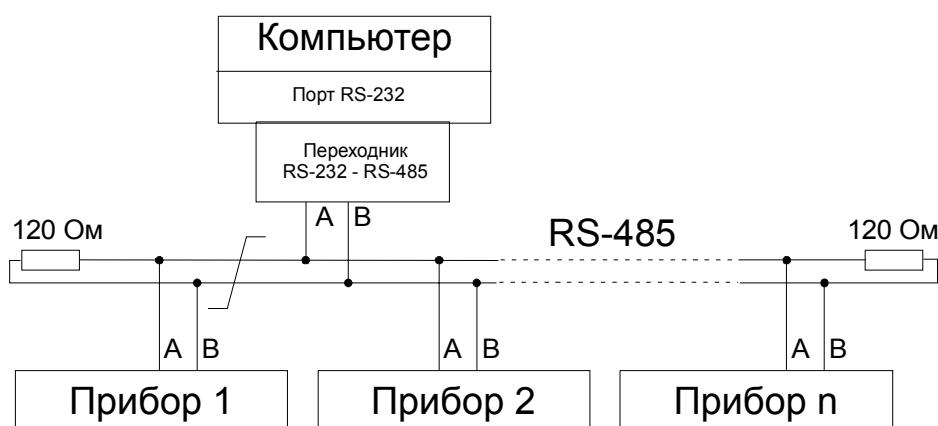 Компьютер
Порт RS-232
Переходник
RS-232 - RS-485
A B
120 Ом
RS-485
120 Ом
A B
A B
A B
Прибор 1
Прибор 2
Прибор n